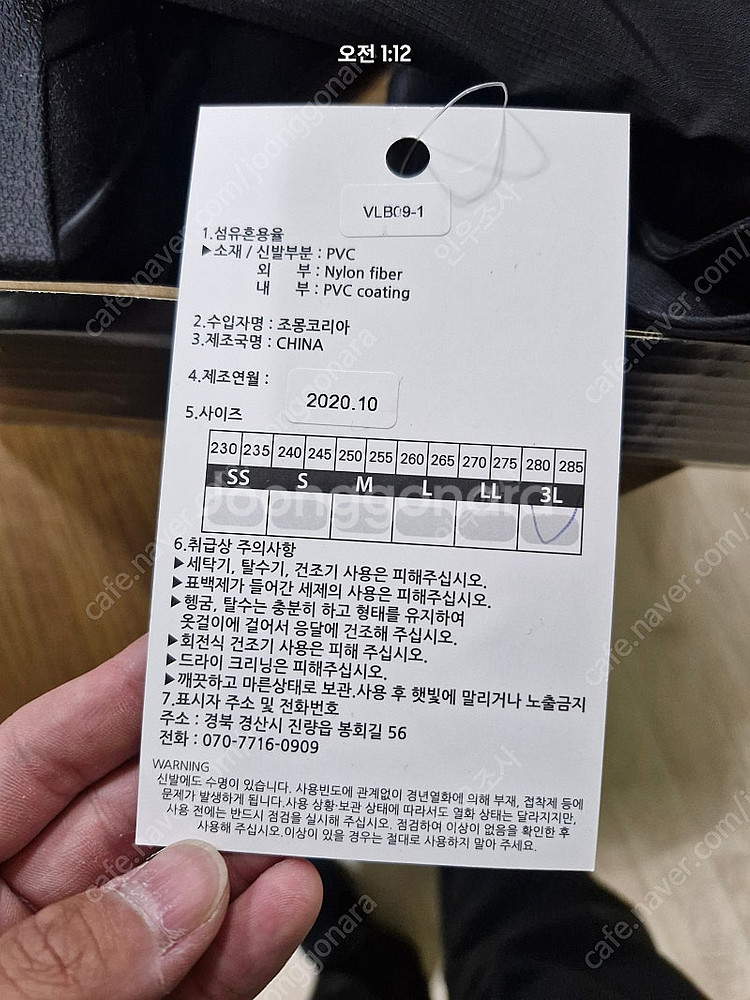 오전 1:12
VLB09-1
1.섬유혼용율
▶소재 / 신발부분 : PVC
외 부 : Nylon fiber
내 부 : PVC coating
2.수입자명 : 조몽코리아
3.제조국명 : CHINA
4.제조연월 :
2020.10
5.사이즈
230 235 240 245 250 255 260 265 270 275 280 285
SS S M L LL 3L
Joonggonara
6.취급상 주의사항
▶세탁기, 탈수기, 건조기 사용은 피해주십시오.
▶표백제가 들어간 세제의 사용은 피해주십시오.
▶헹굼, 탈수는 충분히 하고 형태를 유지하여
옷걸이에 걸어서 응달에 건조해 주십시오.
▶회전식 건조기 사용은 피해 주십시오.
▶드라이 크리닝은 피해주십시오.
▶깨끗하고 마른상태로 보관.사용 후 햇빛에 말리거나 노출금지
7.표시자 주소 및 전화번호
주소 : 경북 경산시 진량읍 봉회길 56
전화 : 070-7716-0909
WARNING
신발에도 수명이 있습니다. 사용빈도에 관계없이 경년열화에 의해 부재, 접착제 등에
문제가 발생하게 됩니다.사용 상황·보관 상태에 따라서도 열화 상태는 달라지지만,
사용 전에는 반드시 점검을 실시해 주십시오. 점검하여 이상이 없음을 확인한 후
사용해 주십시오.이상이 있을 경우는 절대로 사용하지 말아 주세요.
cafe.naver.com/joonggonara
인우조사